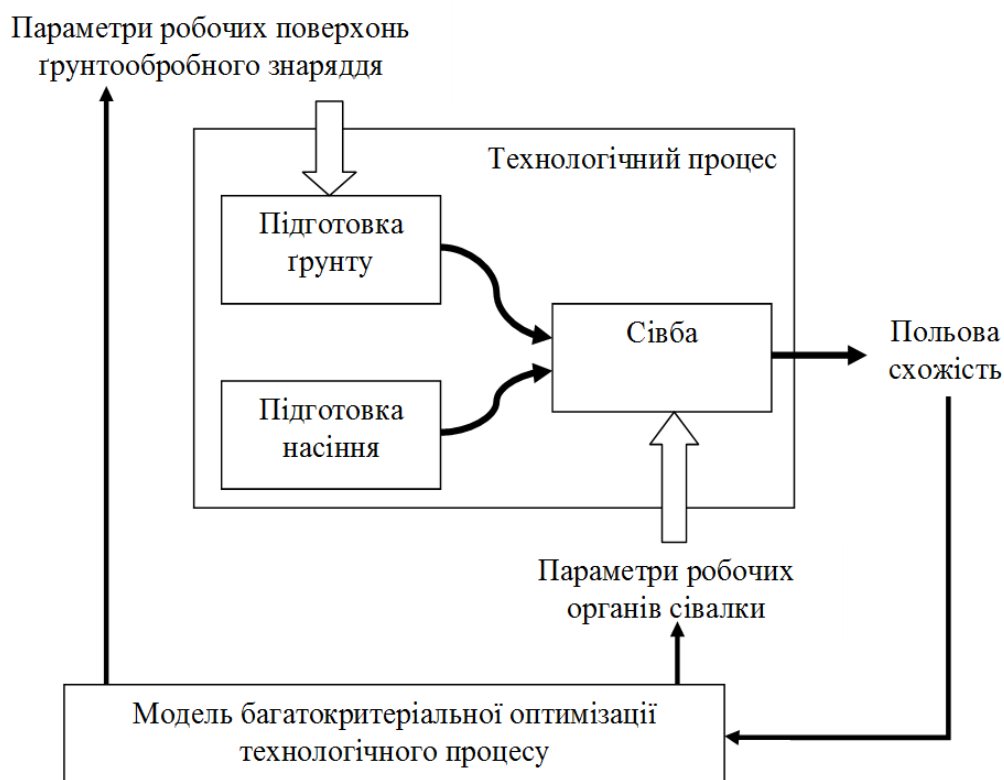 Параметри робочих поверхонь
ґрунтообробного знаряддя
Технологічний процес
Підготовка
ґрунту
Сівба
Польова
схожість
Підготовка
насіння
Параметри робочих
органів сівалки
Модель багатокритеріальної оптимізації
технологічного процесу